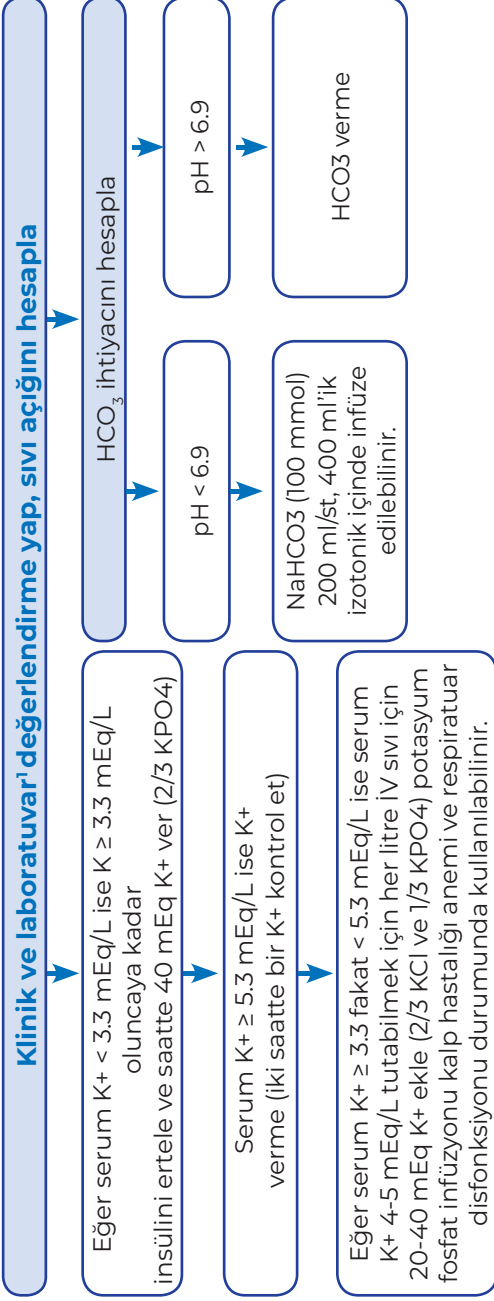 Klinik ve laboratuvar¹ değerlendirme yap, sıvı açığını hesapla
Eğer serum K+ < 3.3 mEq/L ise K ≥ 3.3 mEq/L
oluncaya kadar
insülini ertele ve saatte 40 mEq K+ ver (2/3 KPO4)
Serum K+ ≥ 5.3 mEq/L ise K+
verme (iki saatte bir K+ kontrol et)
Eğer serum K+ ≥ 3.3 fakat < 5.3 mEq/L ise serum
K+ 4-5 mEq/L tutabilmek için her litre İV sıvı için
20-40 mEq K+ ekle (2/3 KCl ve 1/3 KPO4) potasyum
fosfat infüzyonu kalp hastalığı anemi ve respiratuar
disfonksiyonu durumunda kullanılabilinir.
HCO₃ ihtiyacını hesapla
pH < 6.9
NaHCO3 (100 mmol)
200 ml/st, 400 ml’ik
izotonik içinde infüze
edilebilinir.
pH > 6.9
HCO3 verme